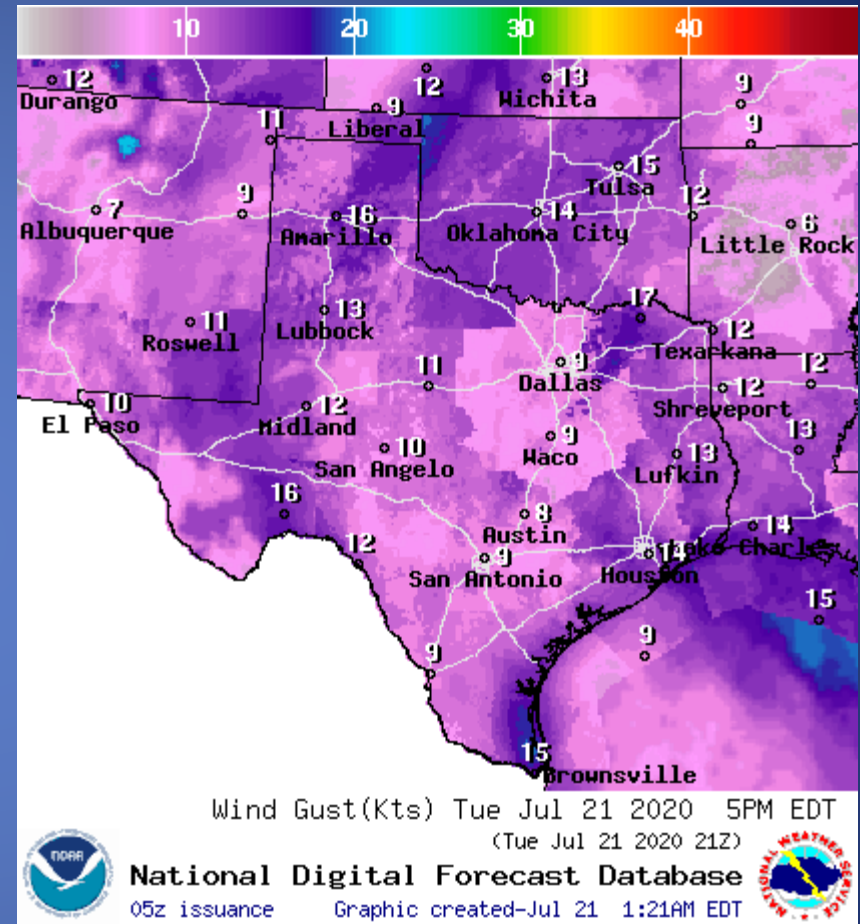 10 20 30 40
12 12 13 9
Durango Wichita
9
Liberal
11 9
15
Tulsa
7 9 16 14 12 6
Albuquerque Amarillo Oklahoma City Little Rock
11 13 17
Roswell Lubbock
12
Texarkana
9
Dallas
11 12 12
Shreveport
10 12
El Paso Midland
9
Waco
10 13 13
San Angelo Lufkin
16 8 14
Austin
12 9 14 Lake Charles
San Antonio Houston
15
9 9
15
Brownsville
Wind Gust(Kts) Tue Jul 21 2020 5PM EDT
(Tue Jul 21 2020 21Z)
NOAA
NATIONAL WEATHER SERVICE
National Digital Forecast Database
05z issuance Graphic created-Jul 21 1:21AM EDT